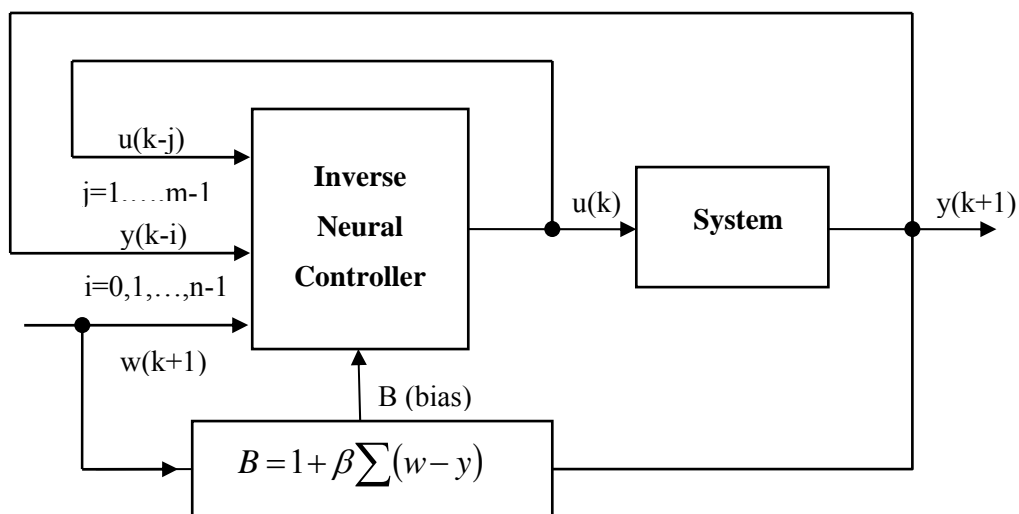 u(k-j)
j=1…..m-1
y(k-i)
i=0,1,…,n-1
w(k+1)
Inverse
Neural
Controller
u(k)
System
y(k+1)
B (bias)
B = 1 + β∑(w − y)